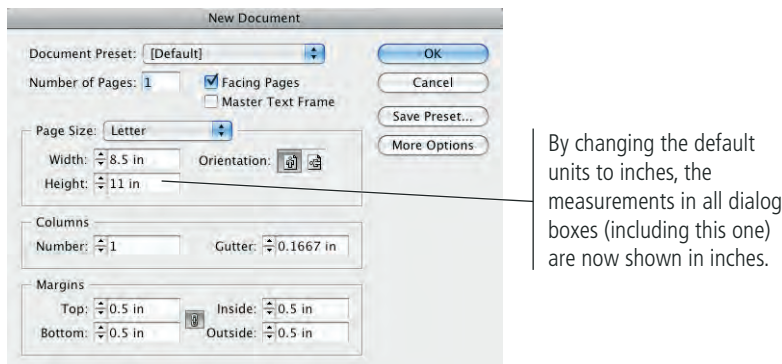 New Document
Document Preset: [Default]
OK
Number of Pages: 1
Facing Pages
Cancel
Master Text Frame
Save Preset...
Page Size: Letter
More Options
Width: 8.5 in
Orientation:
Height: 11 in
Columns
Number: 1
Gutter: 0.1667 in
Margins
Top: 0.5 in
Inside: 0.5 in
Bottom: 0.5 in
Outside: 0.5 in
By changing the default
units to inches, the
measurements in all dialog
boxes (including this one)
are now shown in inches.